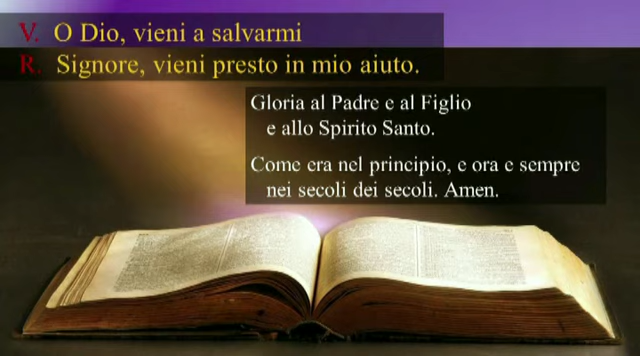 V. O Dio, vieni a salvarmi
R. Signore, vieni presto in mio aiuto.
Gloria al Padre e al Figlio
e allo Spirito Santo.
Come era nel principio, e ora e sempre
nei secoli dei secoli. Amen.